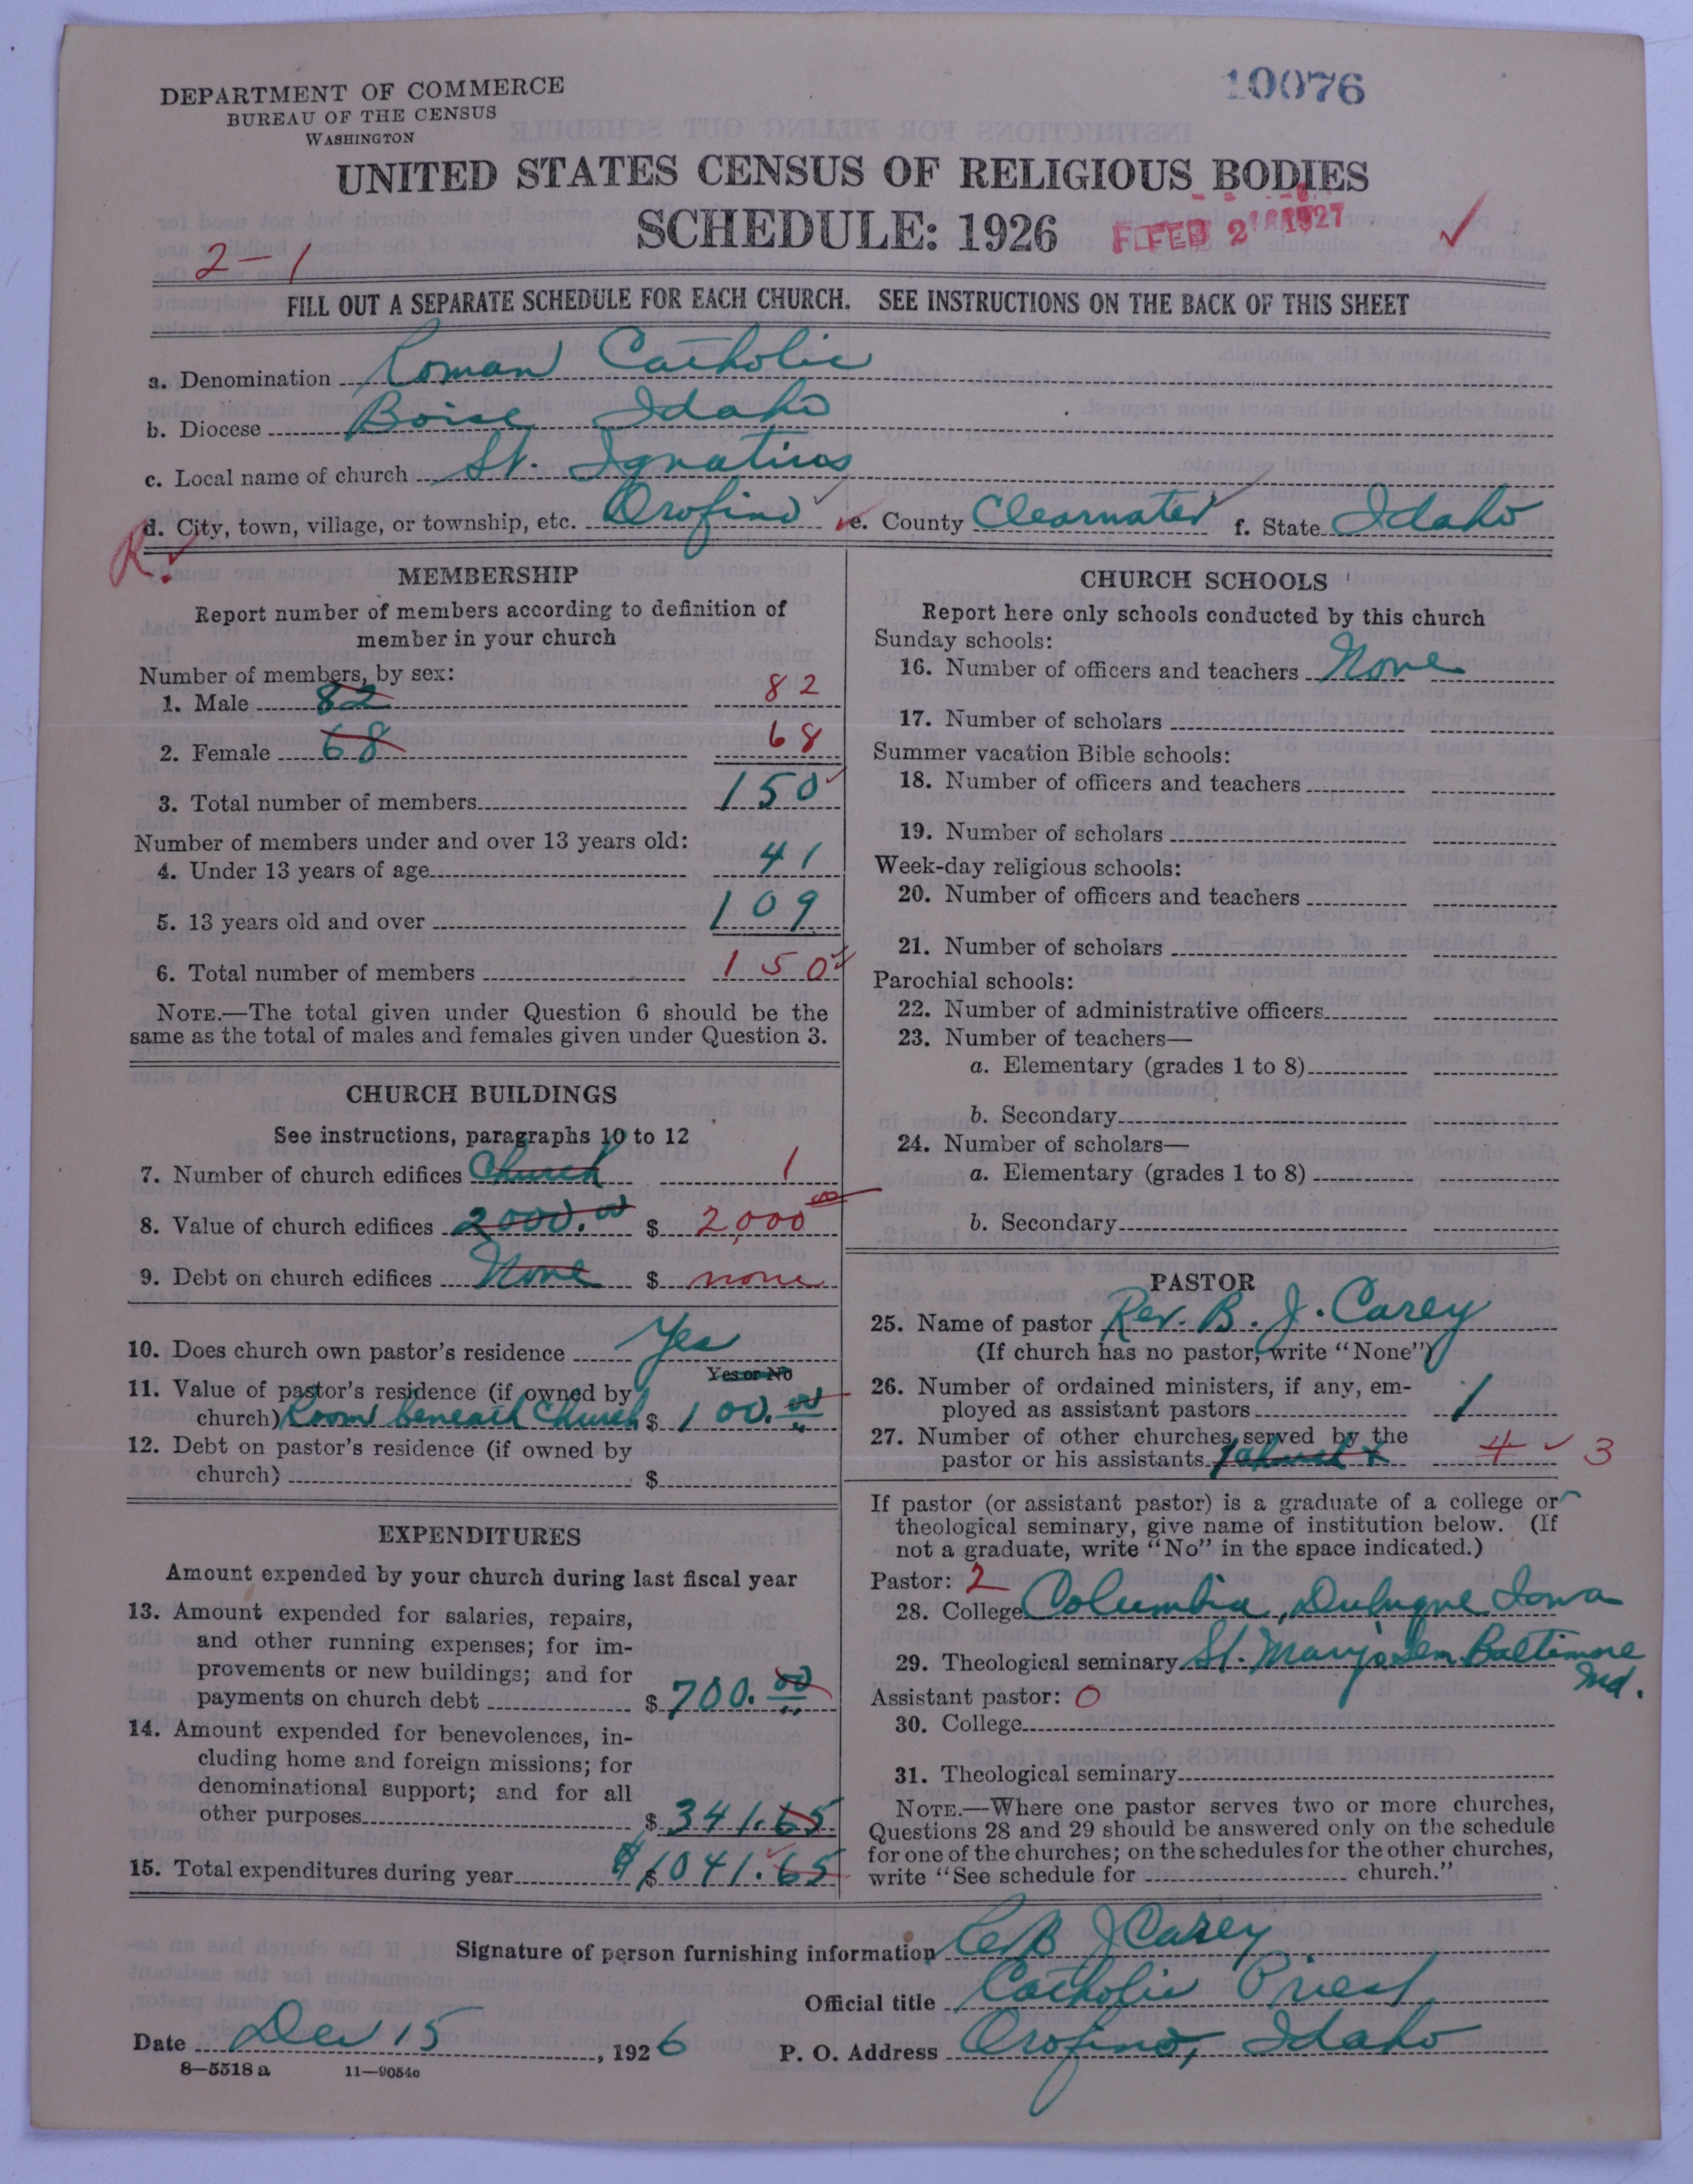 DEPARTMENT OF COMMERCE
BUREAU OF THE CENSUS
WASHINGTON
10076
UNITED STATES CENSUS OF RELIGIOUS BODIES
SCHEDULE: 1926
FEB 2 1927
2-1
FILL OUT A SEPARATE SCHEDULE FOR EACH CHURCH. SEE INSTRUCTIONS ON THE BACK OF THIS SHEET
a. Denomination Roman Catholic
b. Diocese Boise Idaho
c. Local name of church St. Ignatius
d. City, town, village, or township, etc. Orofino e. County Clearwater f. State Idaho
R.
MEMBERSHIP
Report number of members according to definition of
member in your church
Number of members, by sex:
1. Male 82 82
2. Female 68 68
3. Total number of members 150
Number of members under and over 13 years old:
4. Under 13 years of age 41
5. 13 years old and over 109
6. Total number of members 150
NOTE.—The total given under Question 6 should be the
same as the total of males and females given under Question 3.
CHURCH BUILDINGS
See instructions, paragraphs 10 to 12
7. Number of church edifices Church 1
8. Value of church edifices 2000.00 $ 2000 00
9. Debt on church edifices None $ none
10. Does church own pastor's residence Yes
Yes or No
11. Value of pastor's residence (if owned by
church) Room beneath Church $ 100.00
12. Debt on pastor's residence (if owned by
church) $
EXPENDITURES
Amount expended by your church during last fiscal year
13. Amount expended for salaries, repairs,
and other running expenses; for im-
provements or new buildings; and for
payments on church debt $ 700.00
14. Amount expended for benevolences, in-
cluding home and foreign missions; for
denominational support; and for all
other purposes $ 341.65
15. Total expenditures during year $ $ 1041.65
CHURCH SCHOOLS
Report here only schools conducted by this church
Sunday schools:
16. Number of officers and teachers None
17. Number of scholars
Summer vacation Bible schools:
18. Number of officers and teachers
19. Number of scholars
Week-day religious schools:
20. Number of officers and teachers
21. Number of scholars
Parochial schools:
22. Number of administrative officers
23. Number of teachers—
a. Elementary (grades 1 to 8)
b. Secondary
24. Number of scholars—
a. Elementary (grades 1 to 8)
b. Secondary
PASTOR
25. Name of pastor Rev. B. J. Carey
(If church has no pastor, write "None")
26. Number of ordained ministers, if any, em-
ployed as assistant pastors 1
27. Number of other churches served by the
pastor or his assistants 4 3
If pastor (or assistant pastor) is a graduate of a college or
theological seminary, give name of institution below. (If
not a graduate, write "No" in the space indicated.)
Pastor: 2
28. College Columbia, Dubuque Iowa
29. Theological seminary St. Mary's Sem. Baltimore
Md.
Assistant pastor: 0
30. College
31. Theological seminary
NOTE.—Where one pastor serves two or more churches,
Questions 28 and 29 should be answered only on the schedule
for one of the churches; on the schedules for the other churches,
write "See schedule for church."
Signature of person furnishing information B J Carey
Official title Catholic Priest
Date Dec 15, 1926 P. O. Address Orofino, Idaho
8—5518 a 11—9054c